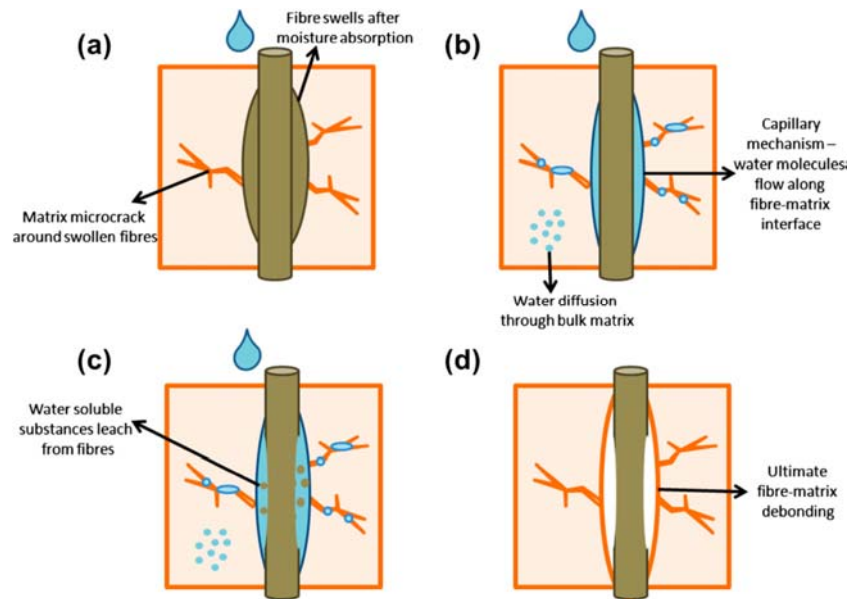 (a)
Fibre swells after
moisture absorption
Matrix microcrack
around swollen fibres
(b)
Capillary
mechanism –
water molecules
flow along
fibre-matrix
interface
Water diffusion
through bulk matrix
(c)
Water soluble
substances leach
from fibres
(d)
Ultimate
fibre-matrix
debonding